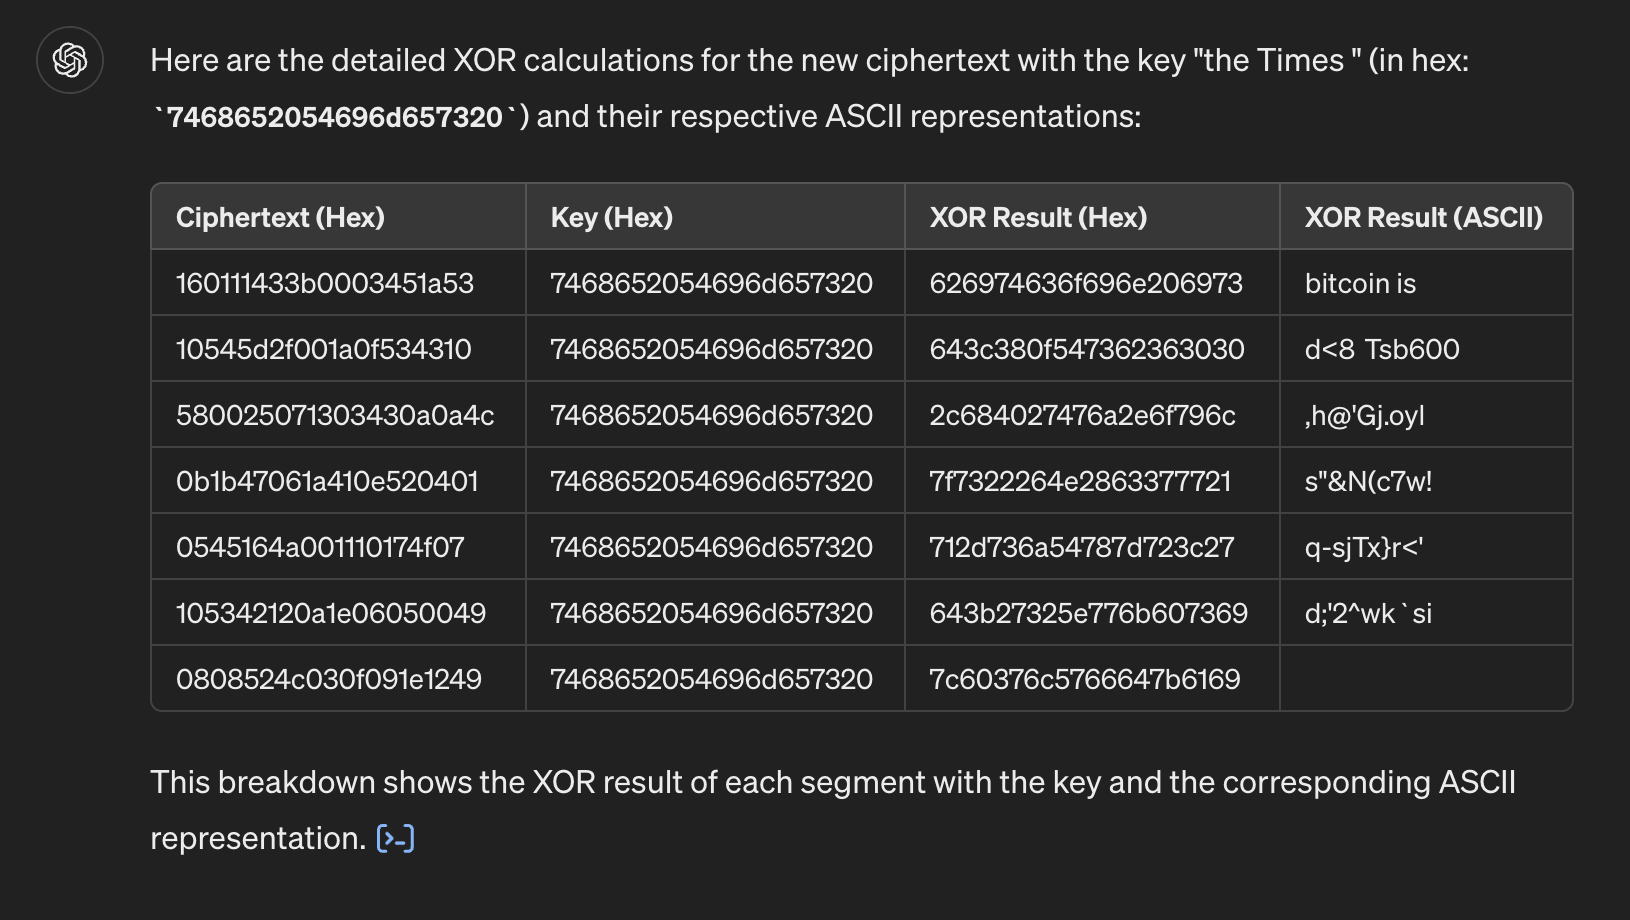 Here are the detailed XOR calculations for the new ciphertext with the key "the Times " (in hex:
`7468652054696d657320`) and their respective ASCII representations:
Ciphertext (Hex) Key (Hex) XOR Result (Hex) XOR Result (ASCII)
160111433b0003451a53 7468652054696d657320 626974636f696e206973 bitcoin is
10545d2f001a0f534310 7468652054696d657320 643c380f547362363030 d<8 Tsb600
580025071303430a0a4c 7468652054696d657320 2c684027476a2e6f796c ,h@'Gj.oyl
0b1b47061a410e520401 7468652054696d657320 7f7322264e2863377721 s"&N(c7w!
0545164a001110174f07 7468652054696d657320 712d736a54787d723c27 q-sjTx}r<'
105342120a1e06050049 7468652054696d657320 643b27325e776b607369 d;'2^wk`si
0808524c030f091e1249 7468652054696d657320 7c60376c5766647b6169
This breakdown shows the XOR result of each segment with the key and the corresponding ASCII
representation. [>_]